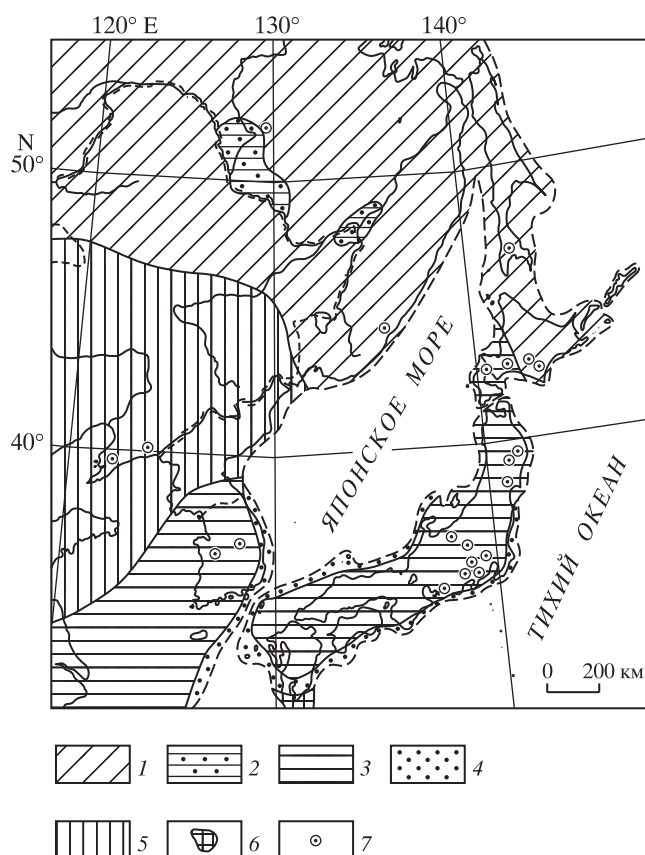 120° E 130° 140°
N
50°
40°
ЯПОНСКОЕ МОРЕ
ТИХИЙ ОКЕАН
0 200 км
1 2 3 4
5 6 7